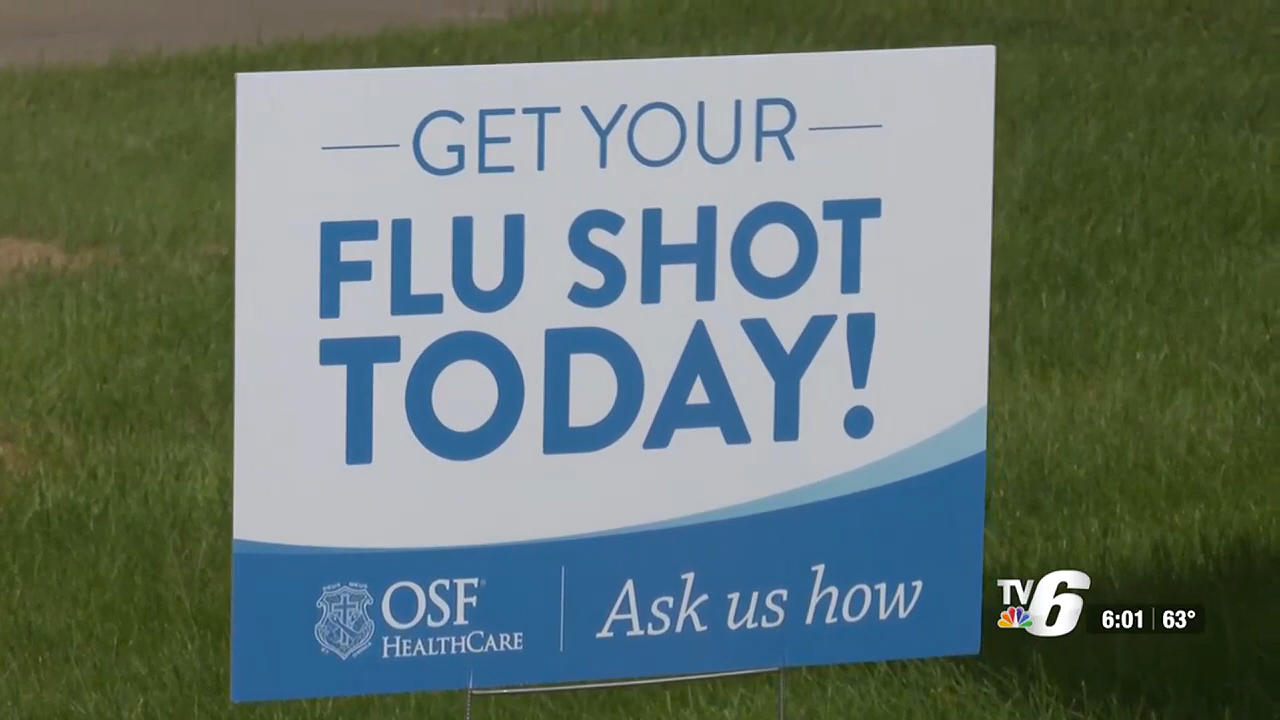 GET YOUR
FLU SHOT
TODAY!
OSF
HEALTHCARE
Ask us how
TV6
6:01 63°